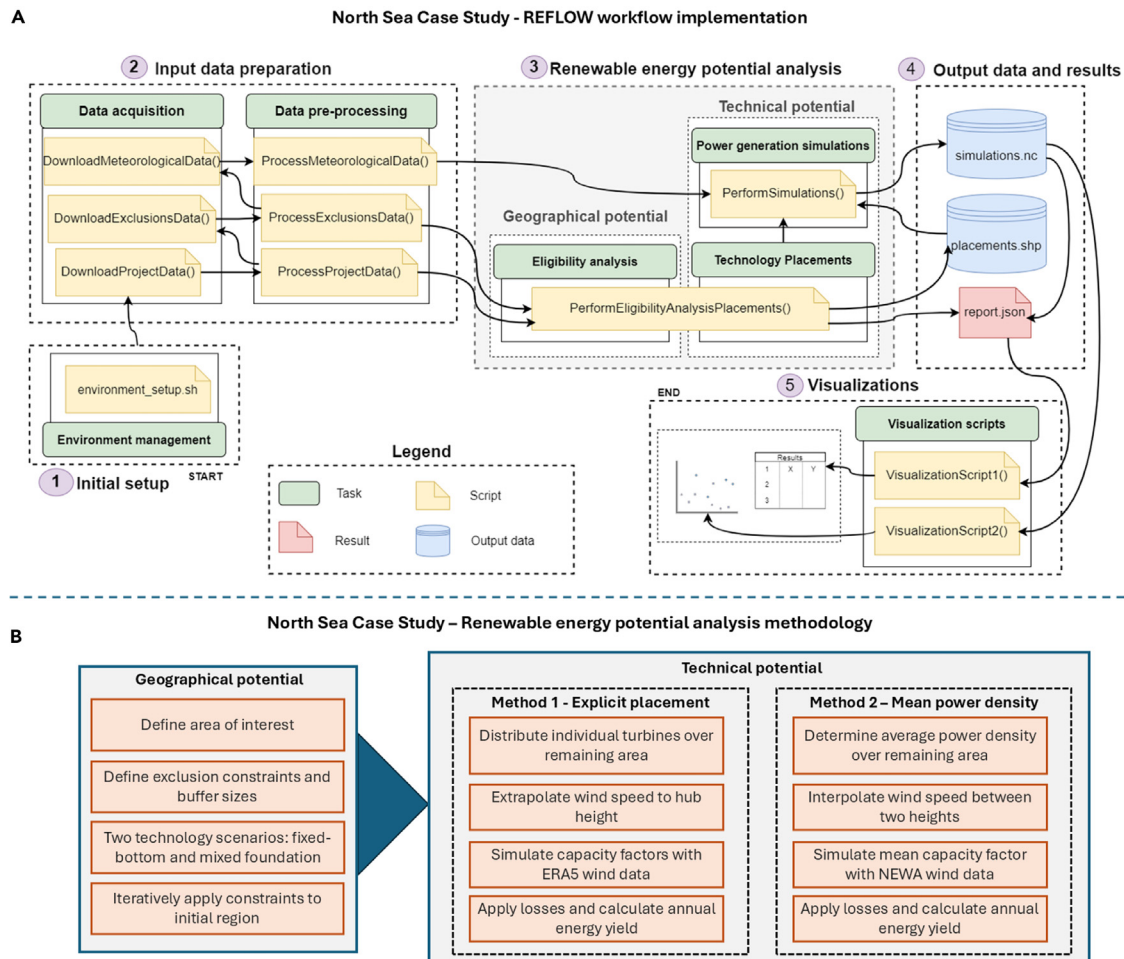 A
North Sea Case Study - REFLOW workflow implementation
2 Input data preparation
Data acquisition
Data pre-processing
DownloadMeteorologicalData()
ProcessMeteorologicalData()
DownloadExclusionsData()
ProcessExclusionsData()
DownloadProjectData()
ProcessProjectData()
3 Renewable energy potential analysis
Technical potential
Power generation simulations
PerformSimulations()
Geographical potential
Eligibility analysis
Technology Placements
PerformEligibilityAnalysisPlacements()
4 Output data and results
simulations.nc
placements.shp
report.json
environment_setup.sh
Environment management
1 Initial setup
START
Legend
Task
Script
Result
Output data
5 Visualizations
END
Visualization scripts
Results
1 X Y
2
3
VisualizationScript1()
VisualizationScript2()
B
North Sea Case Study – Renewable energy potential analysis methodology
Geographical potential
Define area of interest
Define exclusion constraints and
buffer sizes
Two technology scenarios: fixed-
bottom and mixed foundation
Iteratively apply constraints to
initial region
Technical potential
Method 1 - Explicit placement
Distribute individual turbines over
remaining area
Extrapolate wind speed to hub
height
Simulate capacity factors with
ERA5 wind data
Apply losses and calculate annual
energy yield
Method 2 – Mean power density
Determine average power density
over remaining area
Interpolate wind speed between
two heights
Simulate mean capacity factor
with NEWA wind data
Apply losses and calculate annual
energy yield